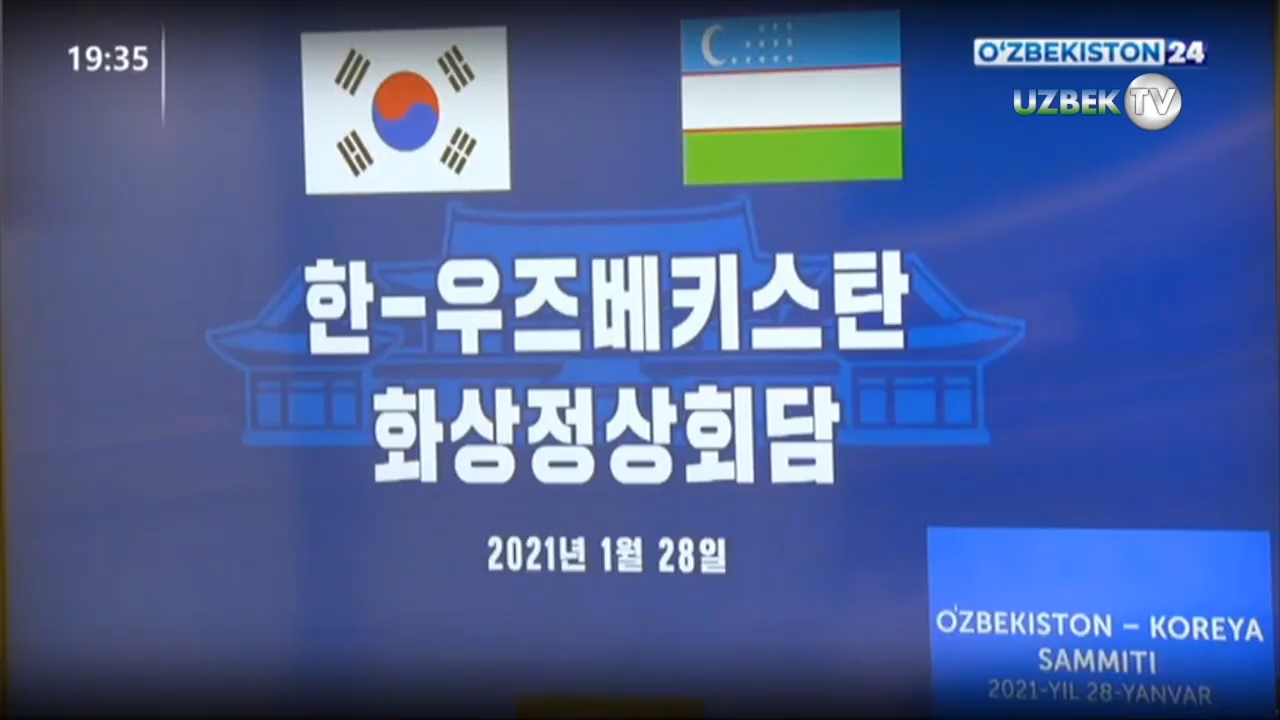 19:35
O'ZBEKISTON 24
UZBEK TV
한-우즈베키스탄
화상정상회담
2021년 1월 28일
O'ZBEKISTON – KOREYA
SAMMITI
2021-YIL 28-YANVAR